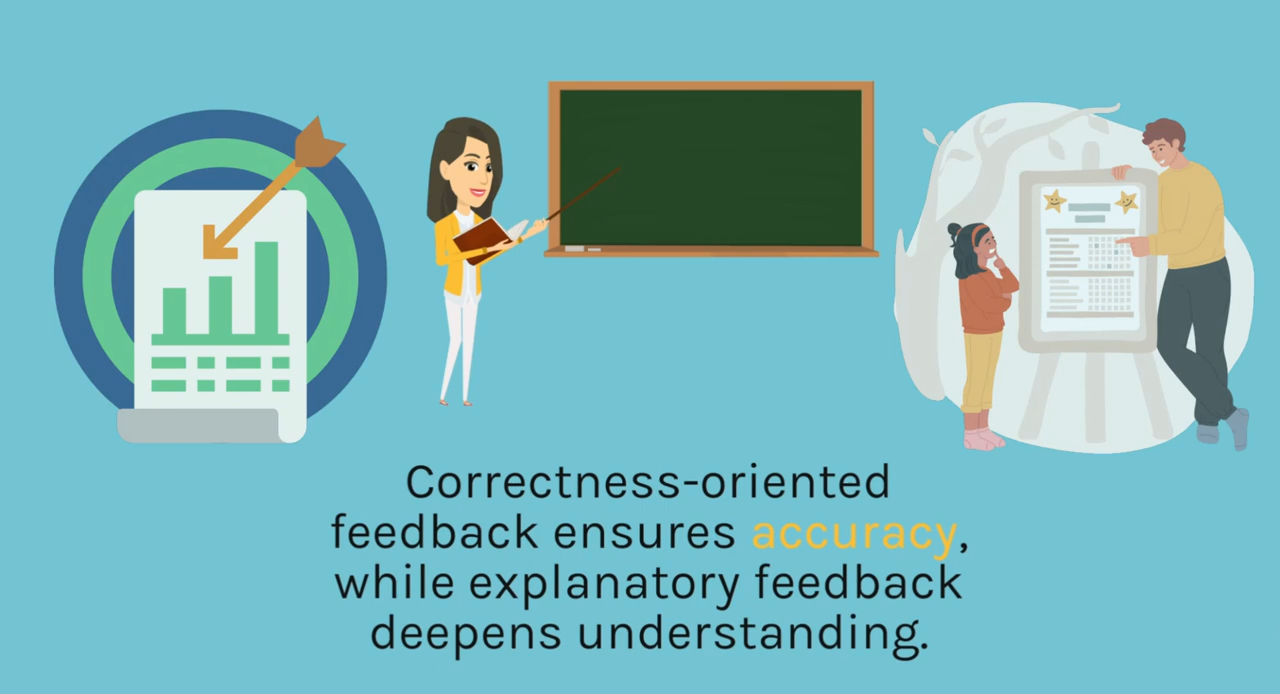 Correctness-oriented
feedback ensures accuracy,
while explanatory feedback
deepens understanding.